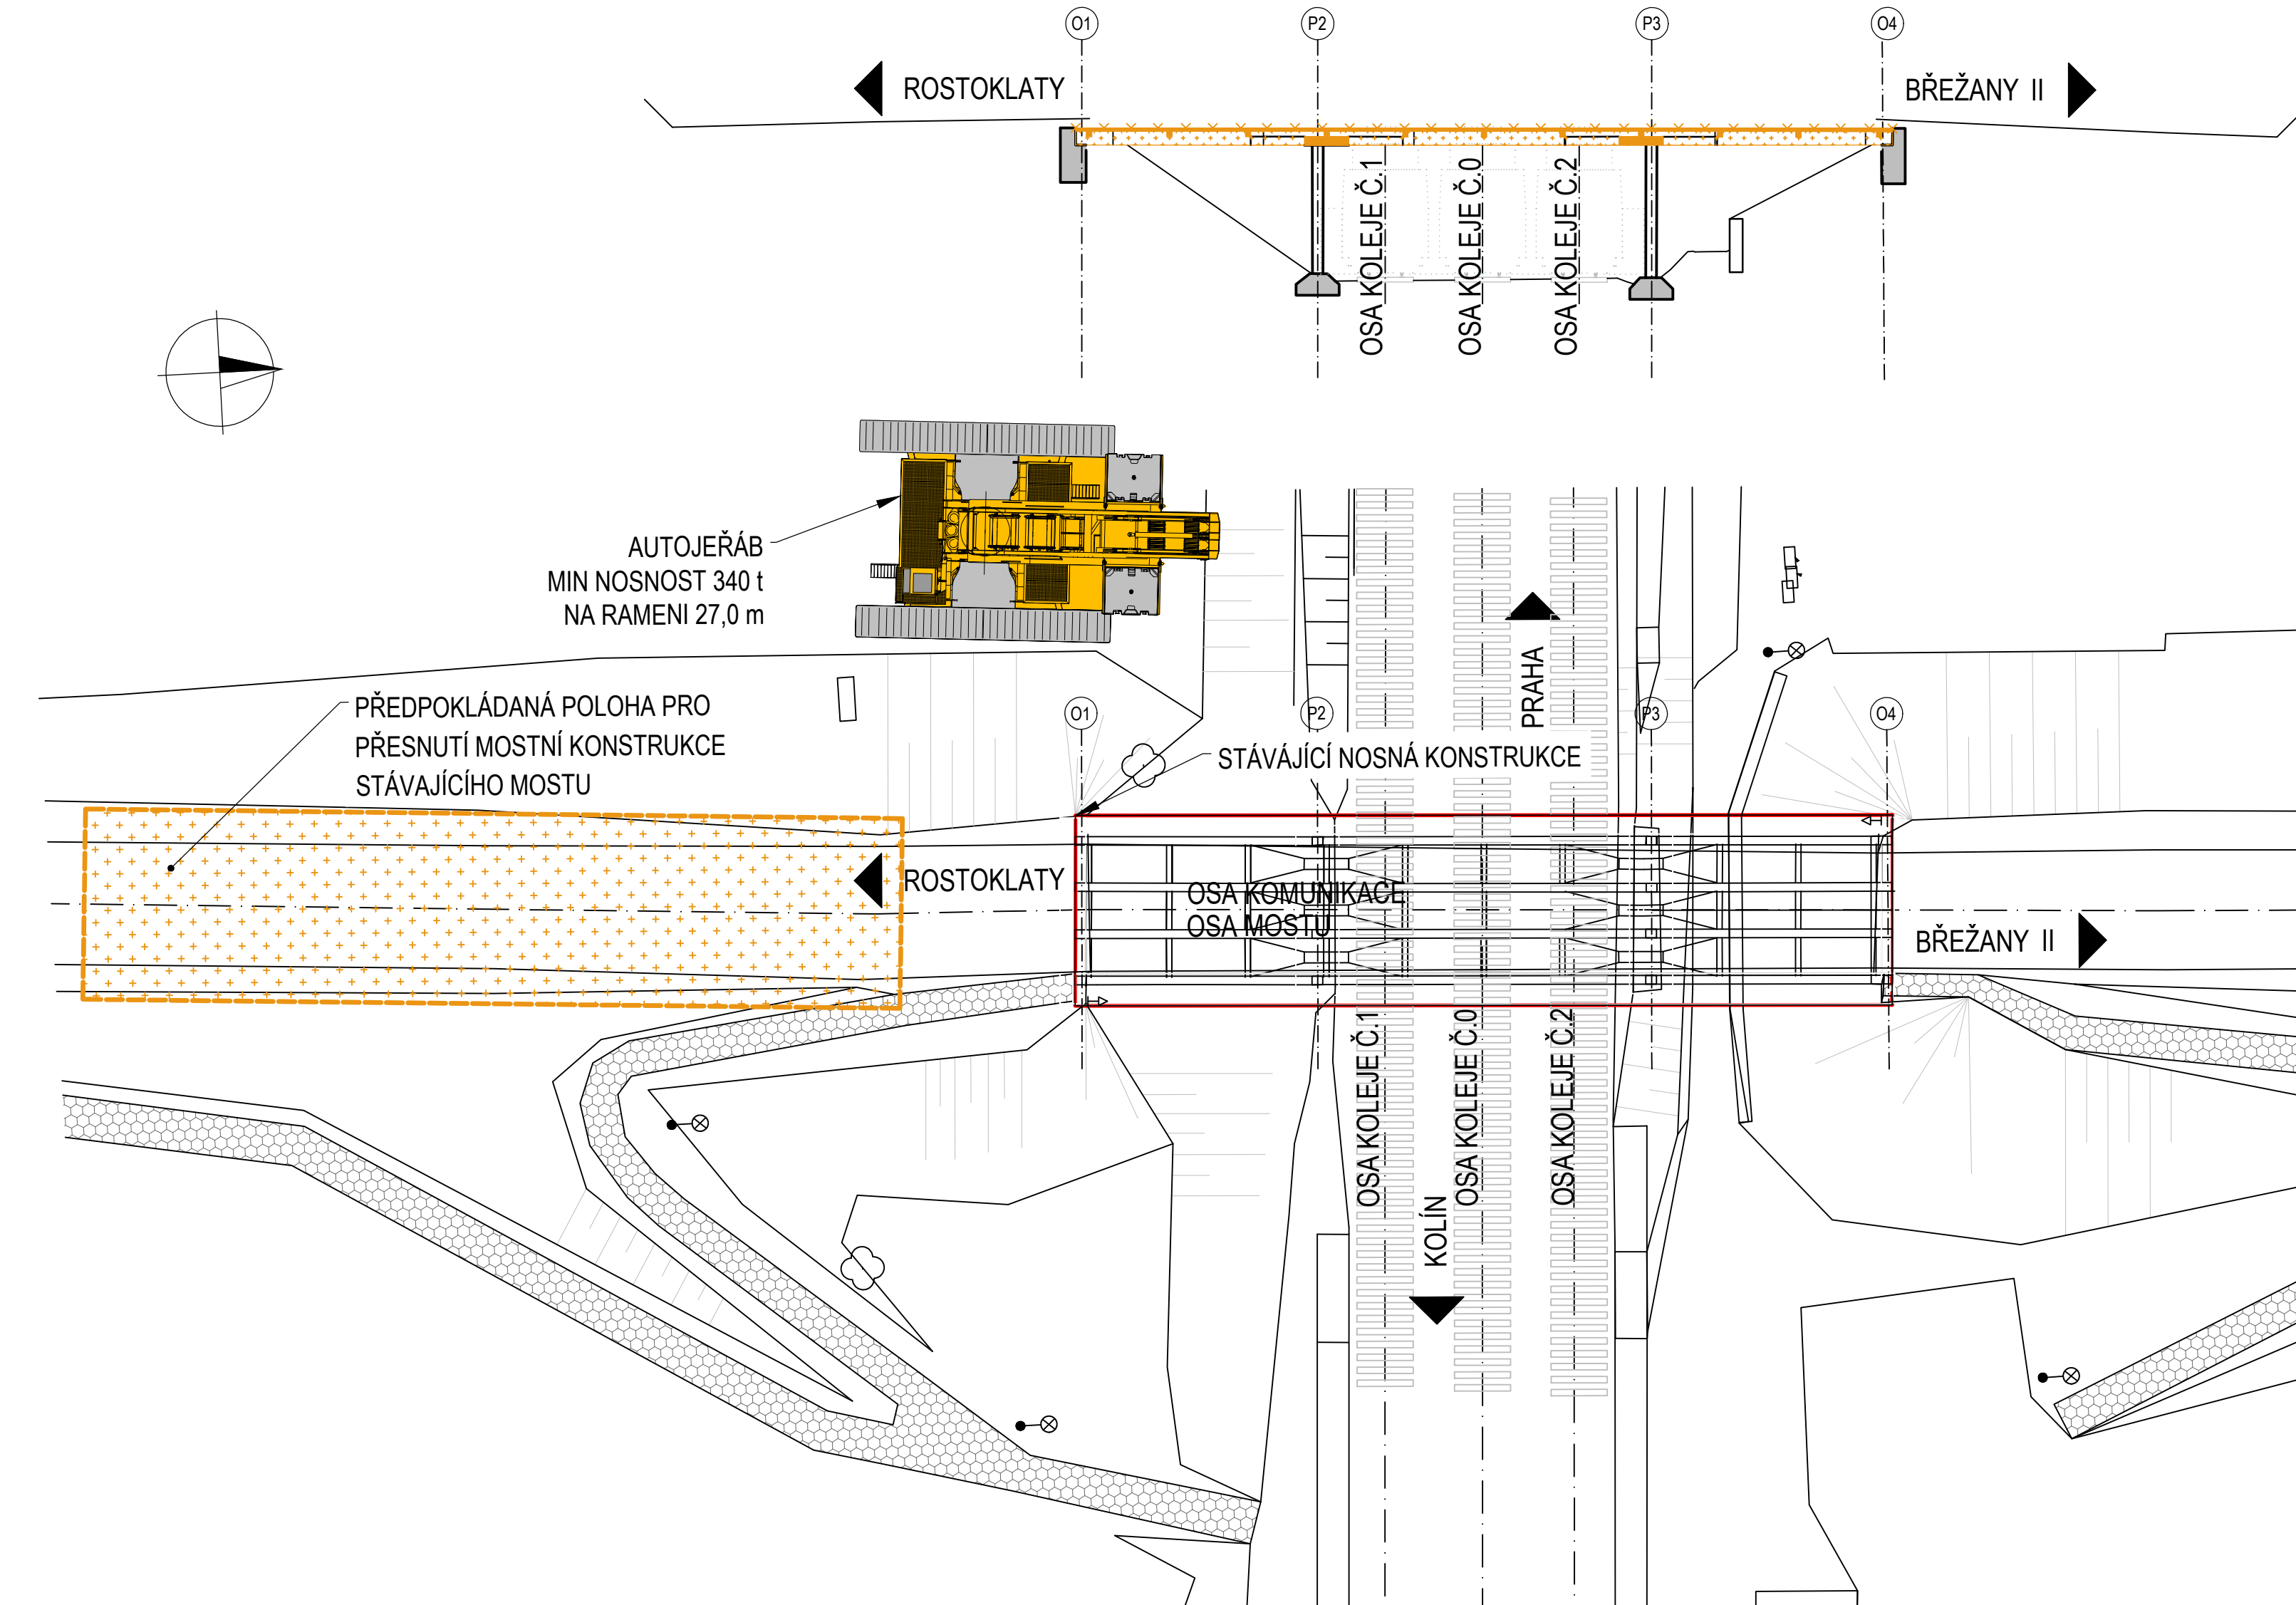 O1
P2
P3
O4
ROSTOKLATY
BŘEŽANY II
OSA KOLEJE Č.1
OSA KOLEJE Č.0
OSA KOLEJE Č.2
AUTOJEŘÁB
MIN NOSNOST 340 t
NA RAMENI 27,0 m
PRAHA
PŘEDPOKLÁDANÁ POLOHA PRO
PŘESNUTÍ MOSTNÍ KONSTRUKCE
STÁVAJÍCÍHO MOSTU
O1
P2
P3
O4
STÁVÁJÍCÍ NOSNÁ KONSTRUKCE
ROSTOKLATY
OSA KOMUNIKACE
OSA MOSTU
BŘEŽANY II
OSA KOLEJE Č.1
OSA KOLEJE Č.0
OSA KOLEJE Č.2
KOLÍN